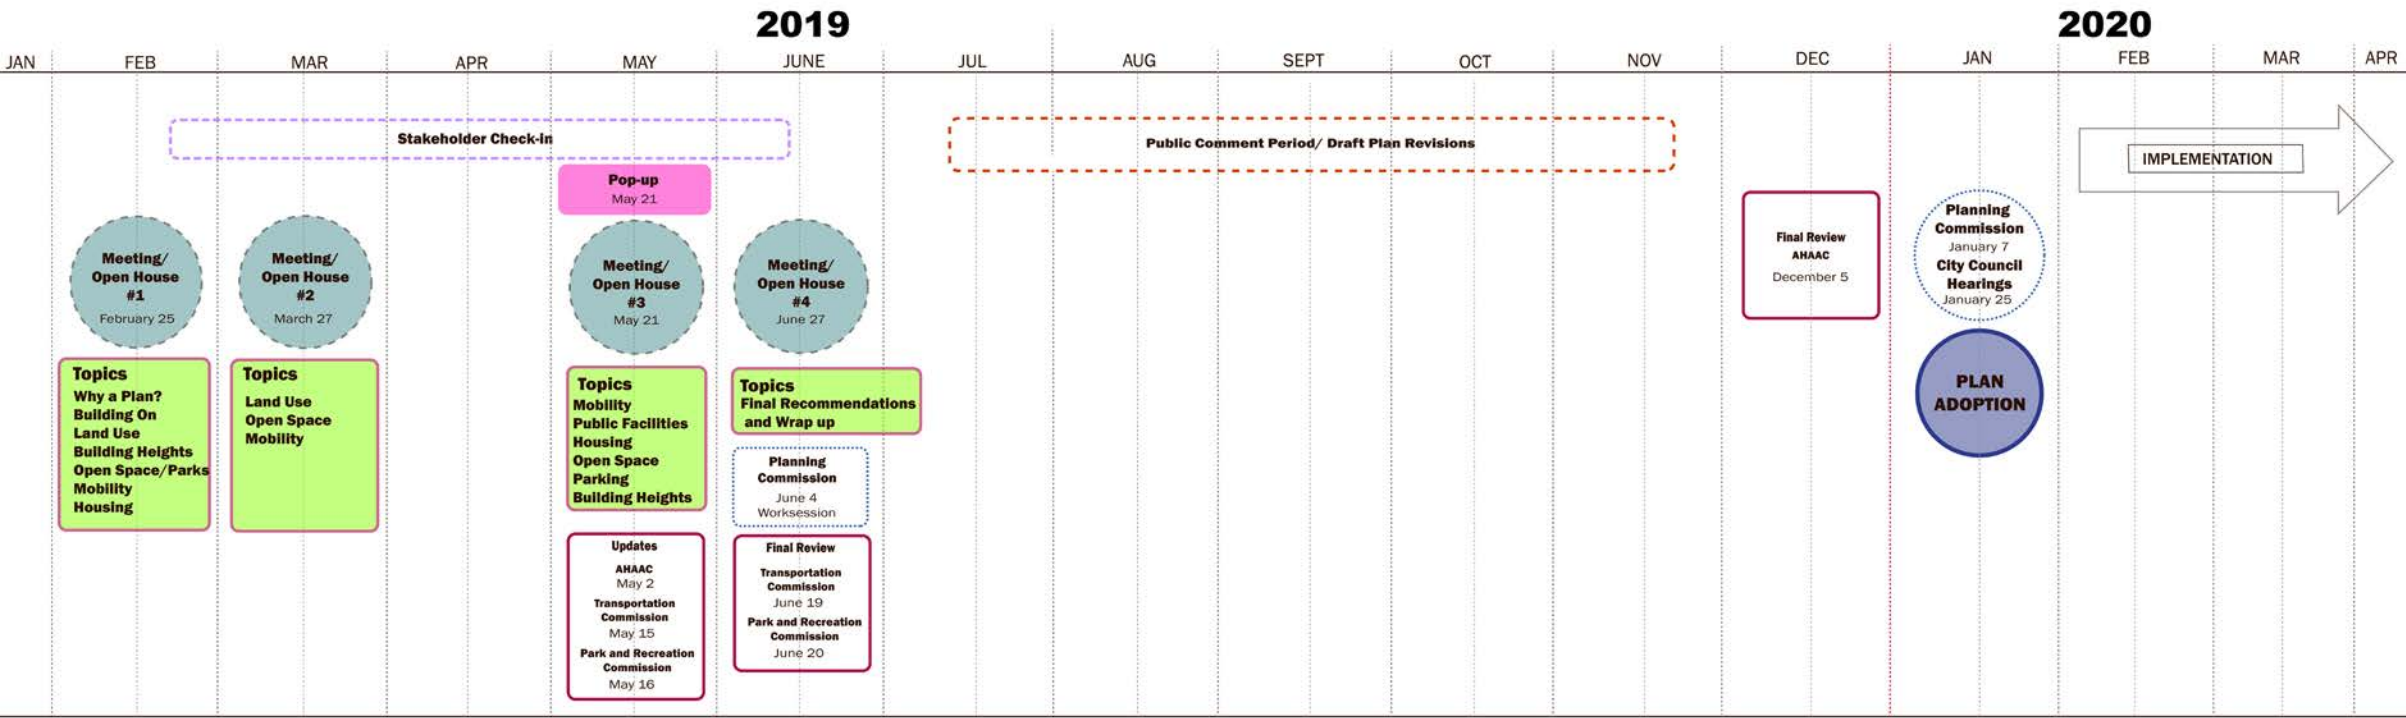 2019
2020
JAN FEB MAR APR MAY JUNE JUL AUG SEPT OCT NOV DEC JAN FEB MAR APR
Stakeholder Check-in
Public Comment Period/ Draft Plan Revisions
IMPLEMENTATION
Pop-up
May 21
Meeting/
Open House
#1
February 25
Meeting/
Open House
#2
March 27
Meeting/
Open House
#3
May 21
Meeting/
Open House
#4
June 27
Final Review
AHAAC
December 5
Planning
Commission
January 7
City Council
Hearings
January 25
PLAN
ADOPTION
Topics
Why a Plan?
Building On
Land Use
Building Heights
Open Space/Parks
Mobility
Housing
Topics
Land Use
Open Space
Mobility
Topics
Mobility
Public Facilities
Housing
Open Space
Parking
Building Heights
Topics
Final Recommendations
and Wrap up
Planning
Commission
June 4
Worksession
Updates
AHAAC
May 2
Transportation
Commission
May 15
Park and Recreation
Commission
May 16
Final Review
Transportation
Commission
June 19
Park and Recreation
Commission
June 20